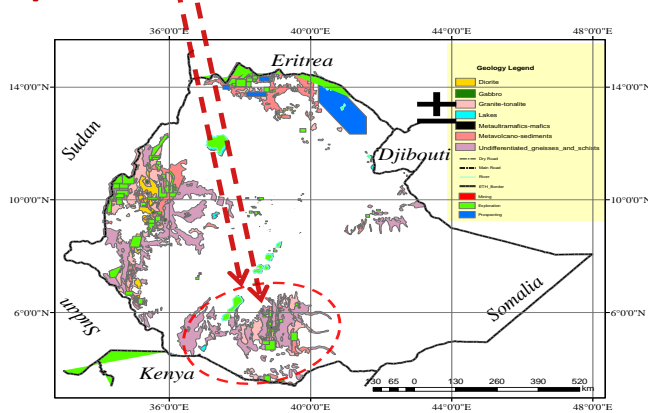 36°0'0"E 40°0'0"E 44°0'0"E 48°0'0"E
Eritrea
Geology Legend
Diorite
Gabbro
Granite-tonalite
Lakes
Metaultramafics-mafics
Metavolcano-sediments
Undifferentiated_gneisses_and_schists
Dry Road
Main Road
River
ETH_Border
Mining
Exploration
Prospecting
14°0'0"N 14°0'0"N
Sudan
Djibouti
10°0'0"N 10°0'0"N
Somalia
6°0'0"N 6°0'0"N
Sudan
Kenya
130 65 0 130 260 390 520
km
36°0'0"E 40°0'0"E 44°0'0"E 48°0'0"E